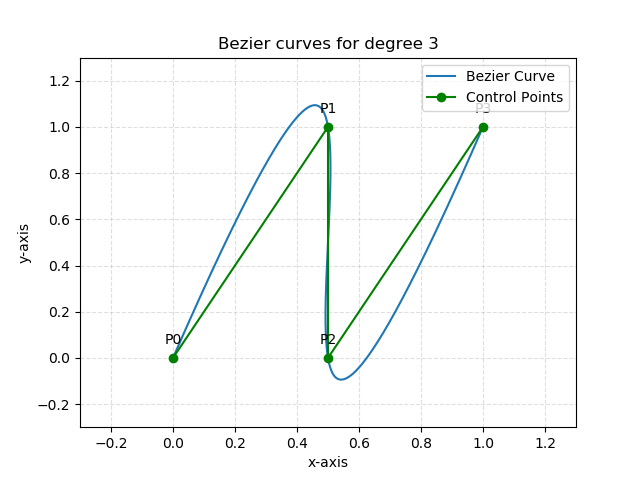 Bezier curves for degree 3
Bezier Curve
Control Points
P0
P1
P2
P3
y-axis
1.2
1.0
0.8
0.6
0.4
0.2
0.0
−0.2
−0.2
0.0
0.2
0.4
0.6
0.8
1.0
1.2
x-axis